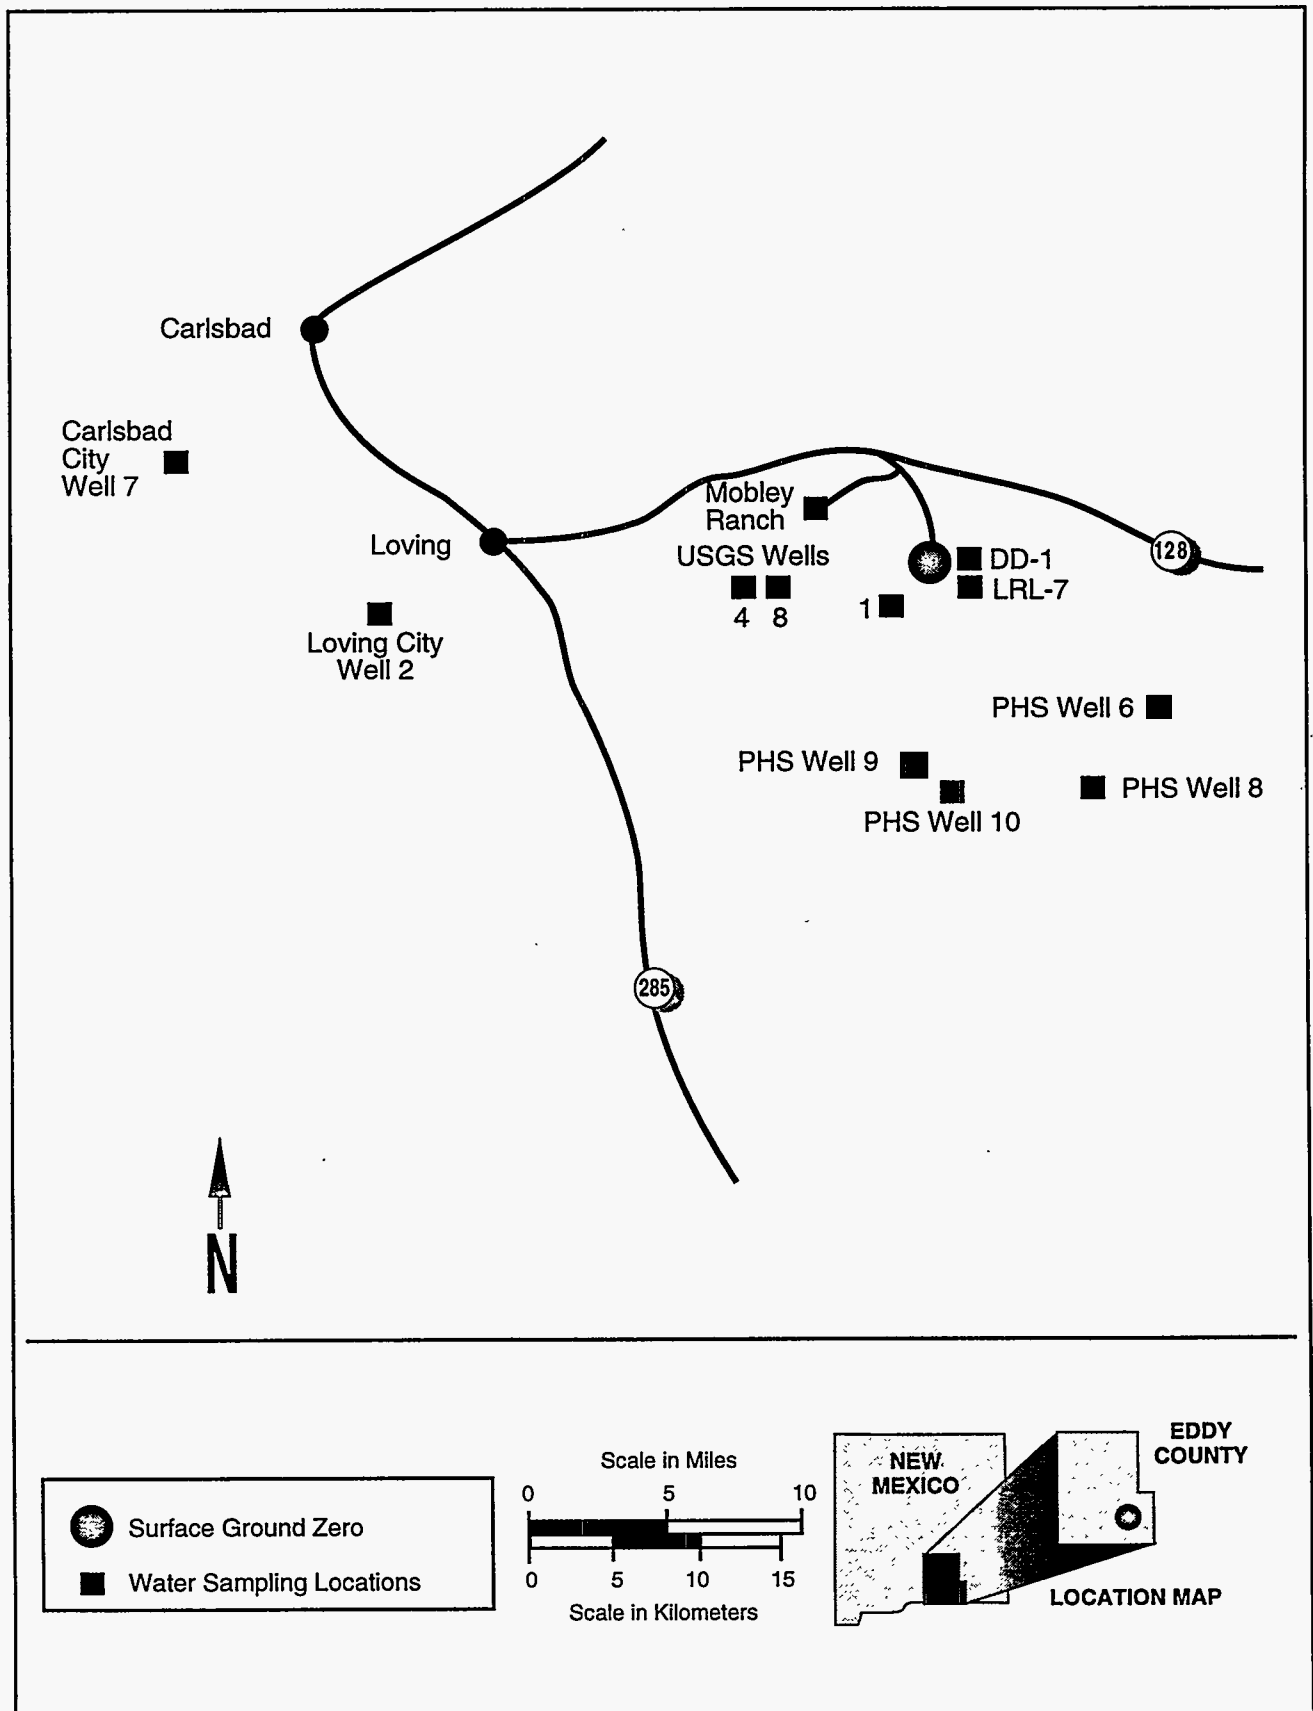 Carlsbad
Carlsbad
City
Well 7
Loving
Loving City
Well 2
Mobley
Ranch
USGS Wells
4 8
1
DD-1
LRL-7
128
PHS Well 6
PHS Well 9
PHS Well 8
PHS Well 10
285
N
Surface Ground Zero
Water Sampling Locations
Scale in Miles
0 5 10
0 5 10 15
Scale in Kilometers
NEW
MEXICO
EDDY
COUNTY
LOCATION MAP